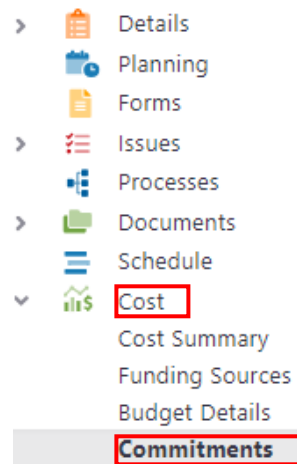 Details
Planning
Forms
Issues
Processes
Documents
Schedule
Cost
Cost Summary
Funding Sources
Budget Details
Commitments